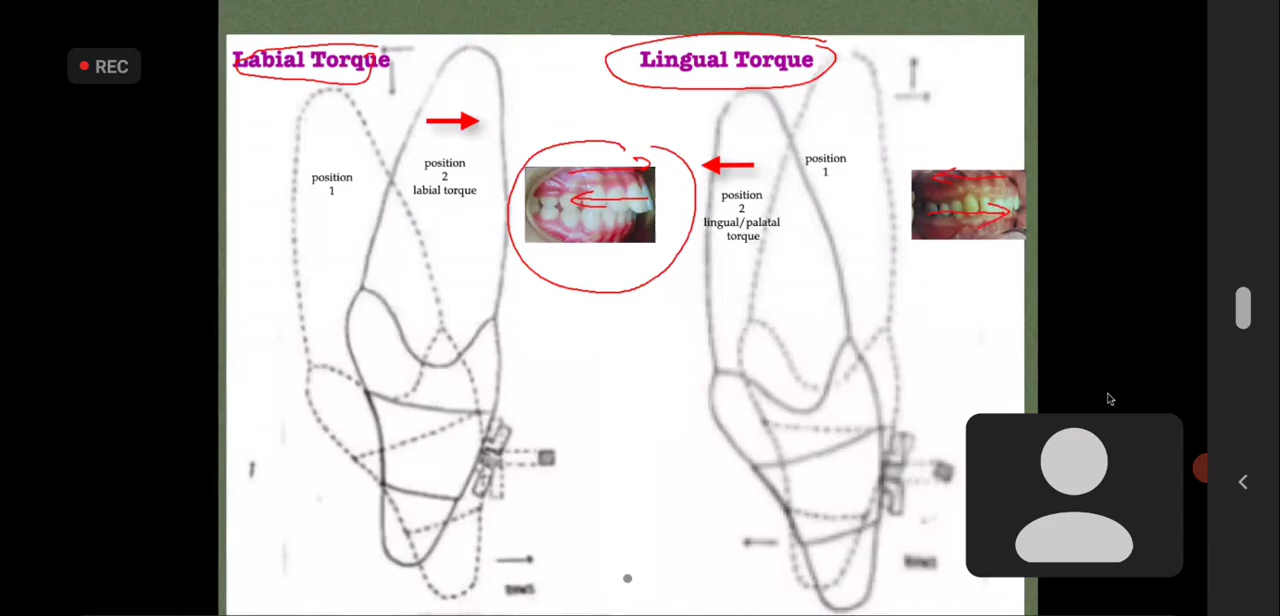 REC
Labial Torque
position
1
position
2
labial torque
Lingual Torque
position
1
position
2
lingual/palatal
torque